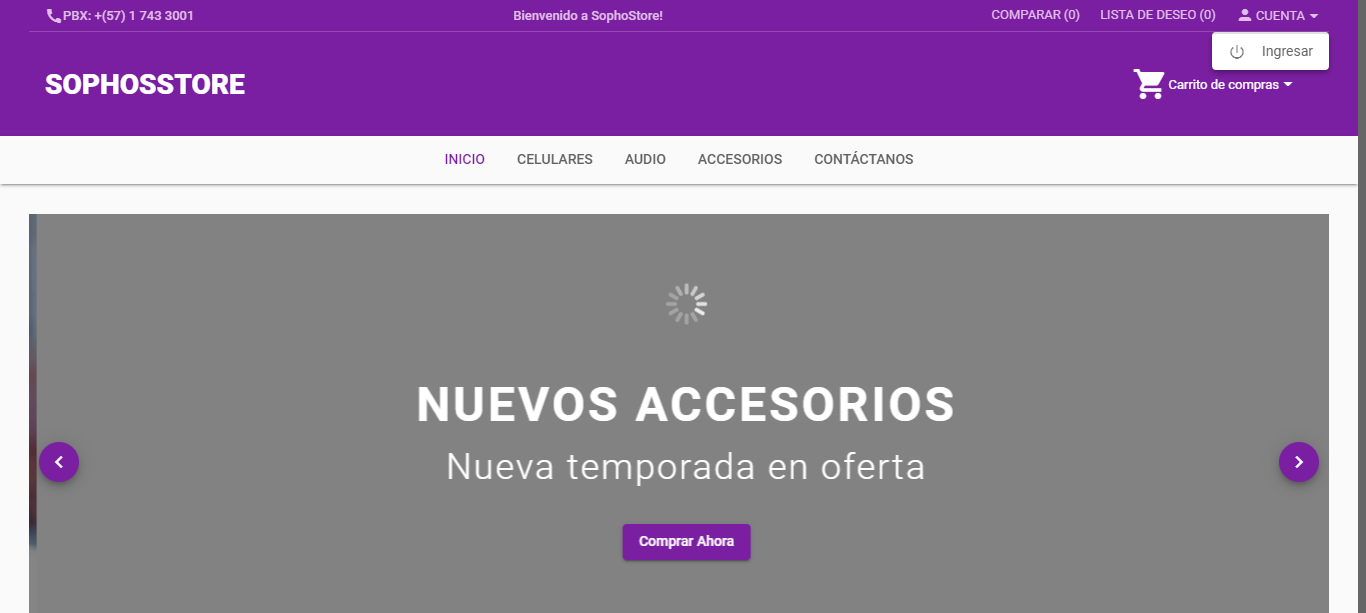 PBX: +(57) 1 743 3001
Bienvenido a SophoStore!
COMPARAR (0)
LISTA DE DESEO (0)
CUENTA
Ingresar
SOPHOSSTORE
Carrito de compras
INICIO
CELULARES
AUDIO
ACCESORIOS
CONTÁCTANOS
NUEVOS ACCESORIOS
Nueva temporada en oferta
Comprar Ahora